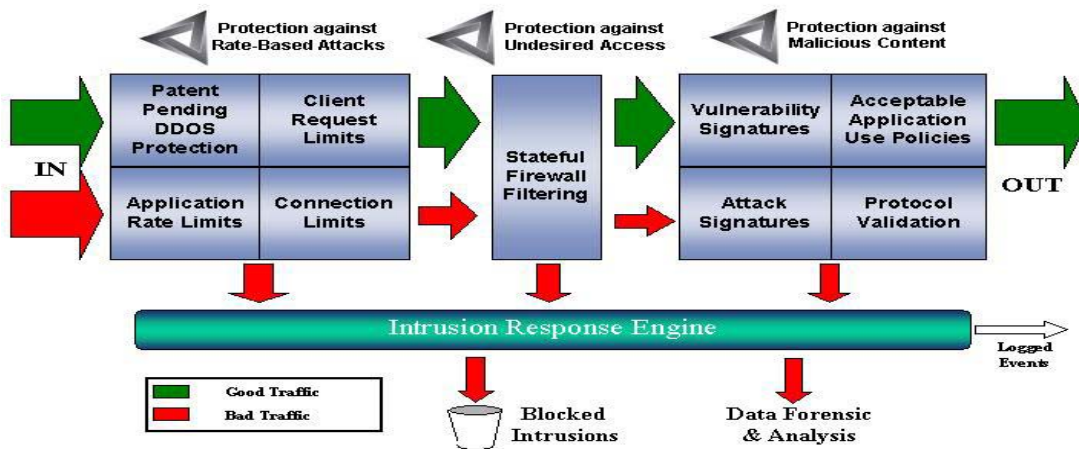 Protection against
Rate-Based Attacks
Protection against
Undesired Access
Protection against
Malicious Content
Patent
Pending
DDOS
Protection
Client
Request
Limits
Application
Rate Limits
Connection
Limits
IN
Stateful
Firewall
Filtering
Vulnerability
Signatures
Acceptable
Application
Use Policies
Attack
Signatures
Protocol
Validation
OUT
Intrusion Response Engine
Logged
Events
Good Traffic
Bad Traffic
Blocked
Intrusions
Data Forensic
& Analysis